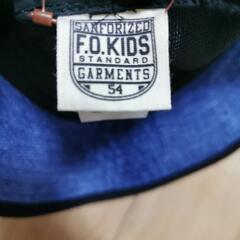 SANFORIZED
F.O.KIDS
STANDARD
GARMENTS
54